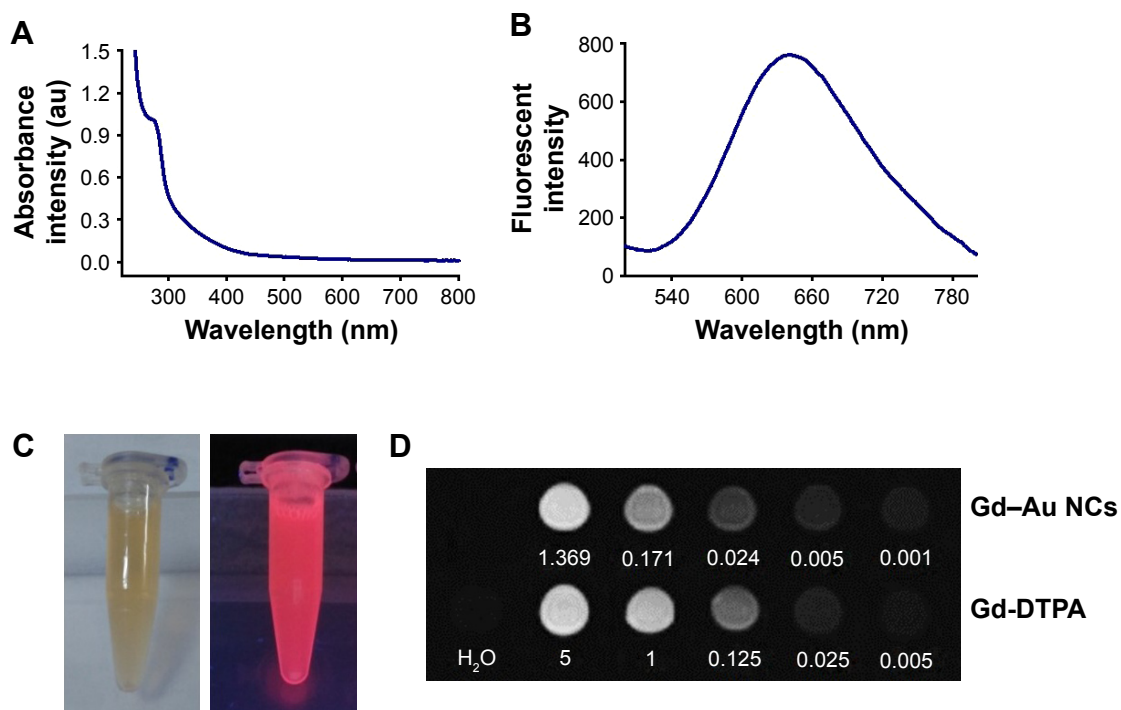 A
Absorbance
intensity (au)
1.5
1.2
0.9
0.6
0.3
0.0
300 400 500 600 700 800
Wavelength (nm)
B
Fluorescent
intensity
800
600
400
200
0
540 600 660 720 780
Wavelength (nm)
C
D
Gd–Au NCs
1.369 0.171 0.024 0.005 0.001
Gd-DTPA
H₂O 5 1 0.125 0.025 0.005